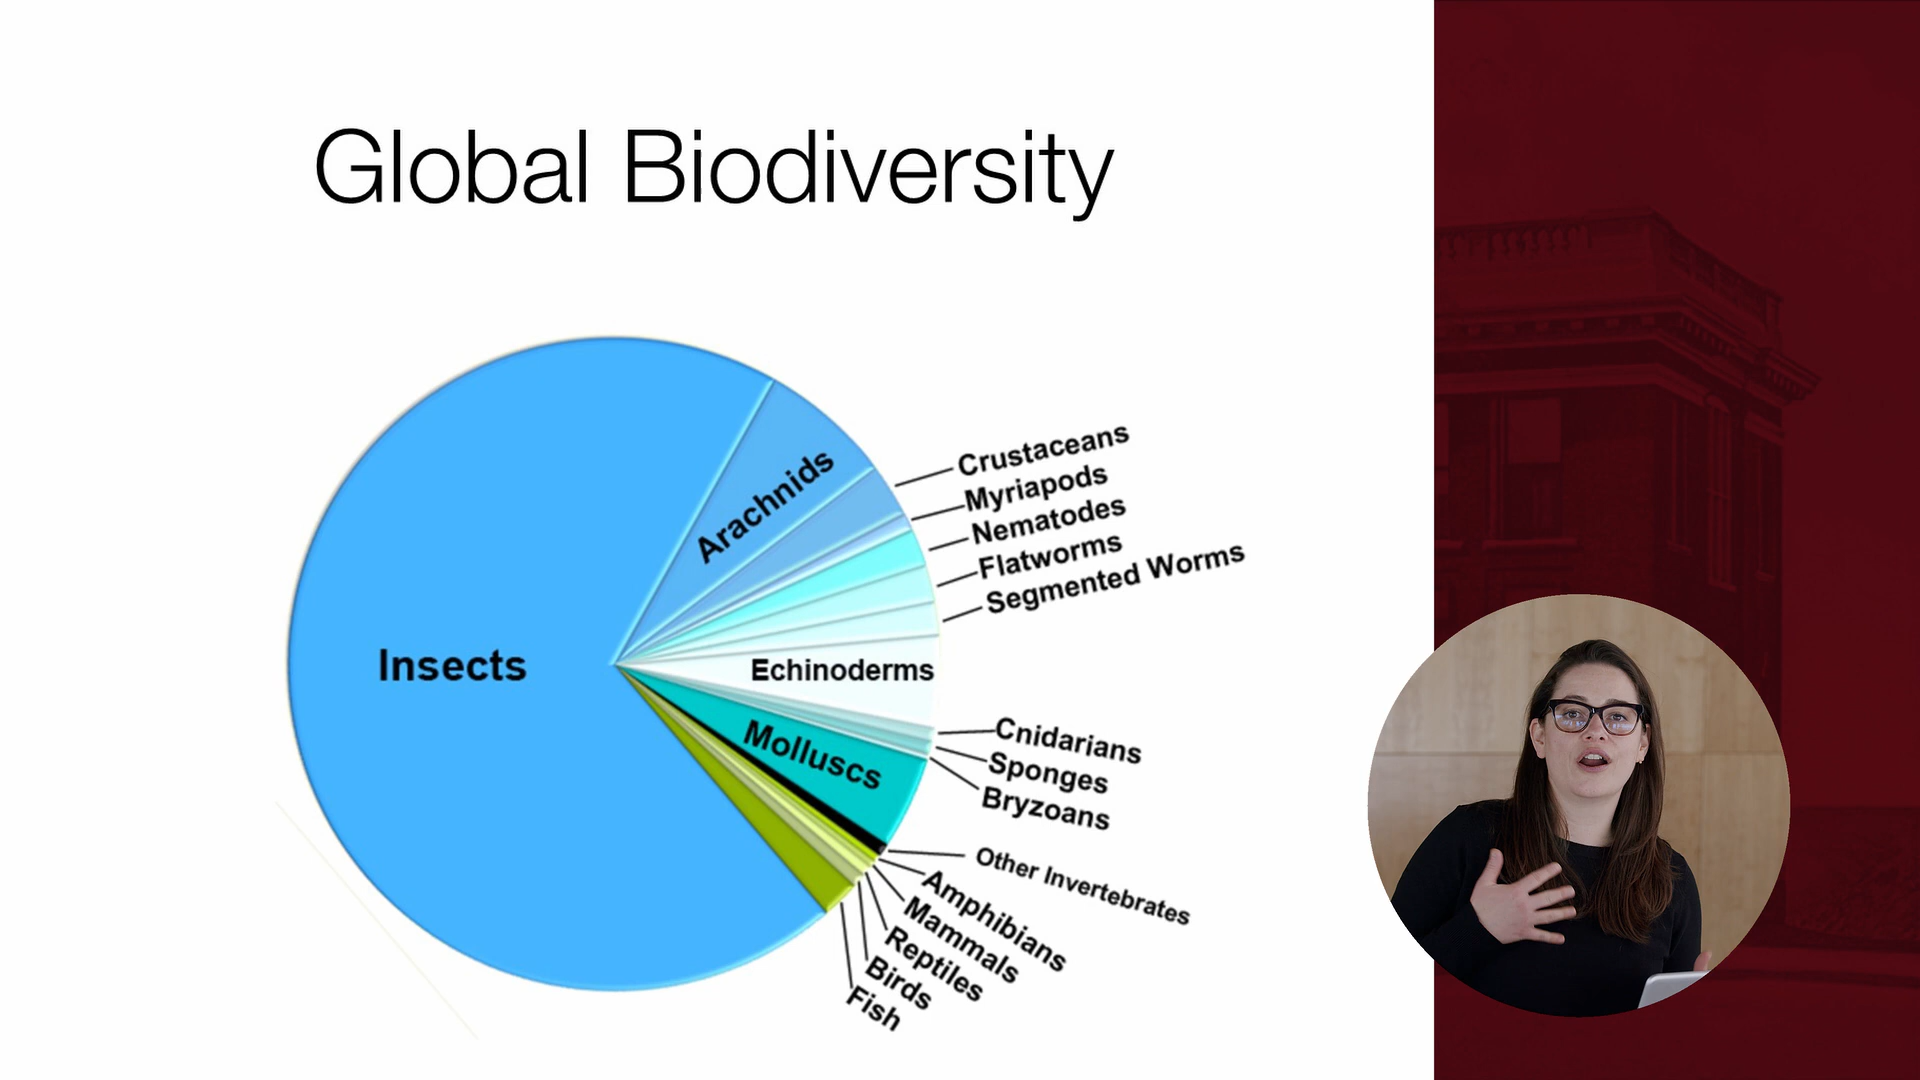 Global Biodiversity
Insects
Arachnids
Crustaceans
Myriapods
Nematodes
Flatworms
Segmented Worms
Echinoderms
Cnidarians
Sponges
Bryzoans
Molluscs
Other Invertebrates
Amphibians
Mammals
Reptiles
Birds
Fish